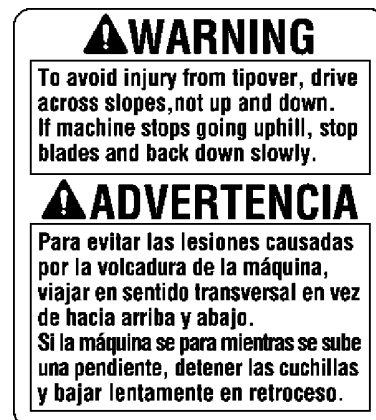 WARNING
To avoid injury from tipover, drive
across slopes,not up and down.
If machine stops going uphill, stop
blades and back down slowly.
ADVERTENCIA
Para evitar las lesiones causadas
por la volcadura de la máquina,
viajar en sentido transversal en vez
de hacia arriba y abajo.
Si la máquina se para mientras se sube
una pendiente, detener las cuchillas
y bajar lentamente en retroceso.